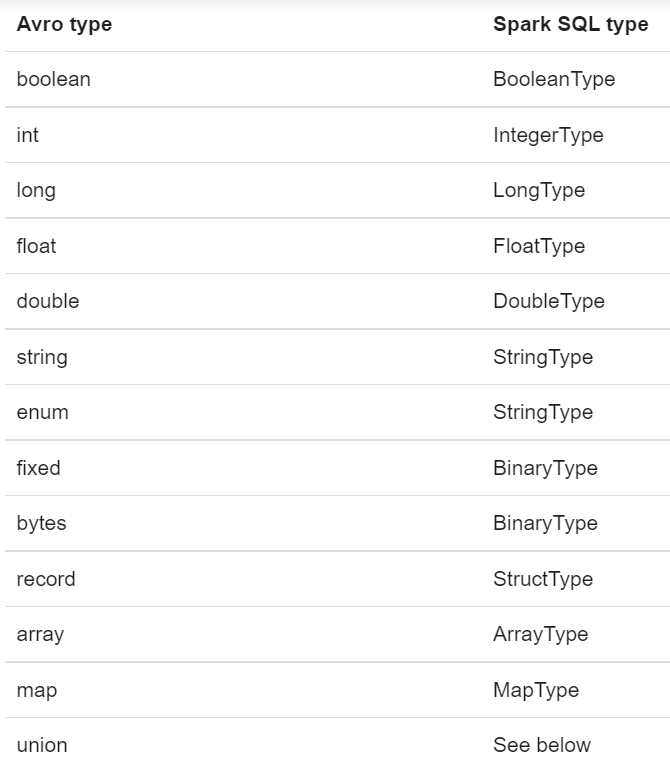 Avro type Spark SQL type
boolean BooleanType
int IntegerType
long LongType
float FloatType
double DoubleType
string StringType
enum StringType
fixed BinaryType
bytes BinaryType
record StructType
array ArrayType
map MapType
union See below